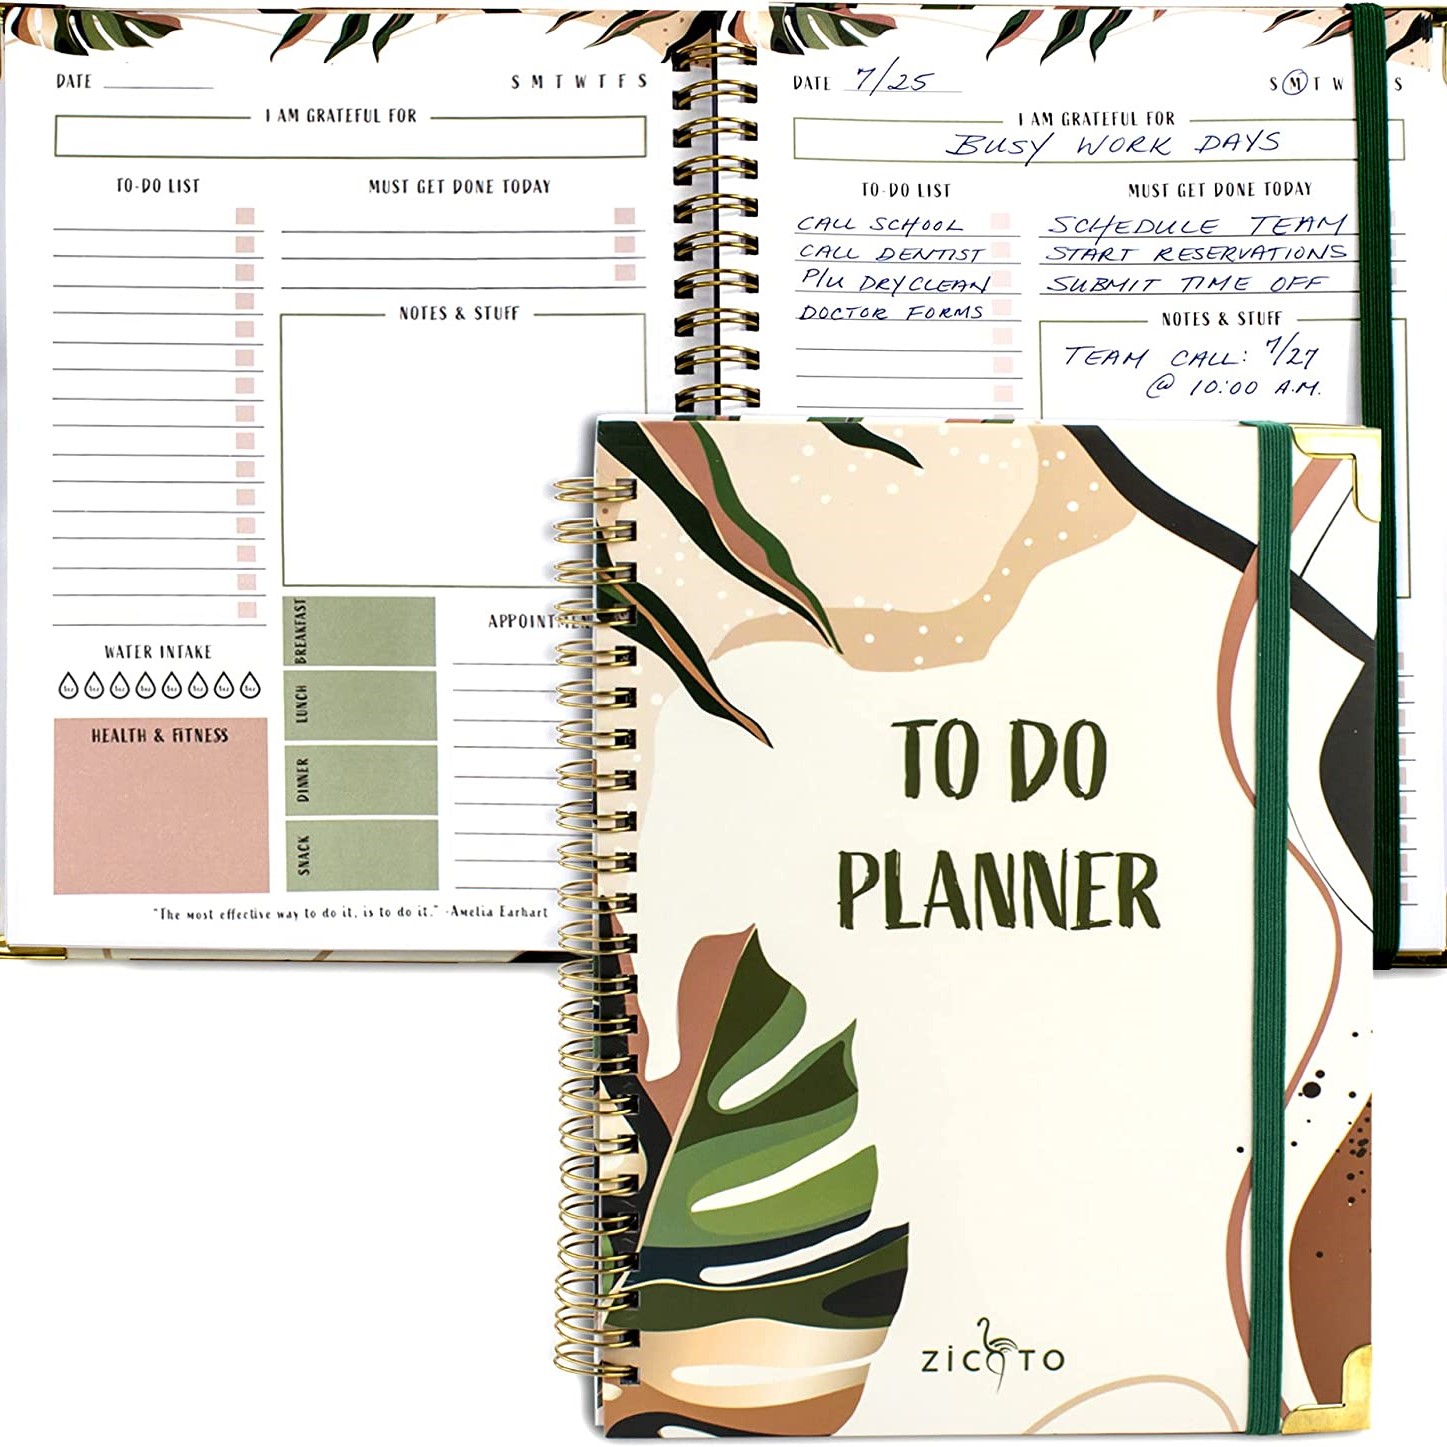 DATE
S M T W T F S
I AM GRATEFUL FOR
TO-DO LIST
MUST GET DONE TODAY
NOTES & STUFF
BREAKFAST
LUNCH
DINNER
SNACK
WATER INTAKE
HEALTH & FITNESS
"The most effective way to do it, is to do it." -Amelia Earhart
DATE 7/25
S M T W S
I AM GRATEFUL FOR
BUSY WORK DAYS
TO-DO LIST
CALL SCHOOL
CALL DENTIST
P/U DRYCLEAN
DOCTOR FORMS
MUST GET DONE TODAY
SCHEDULE TEAM
START RESERVATIONS
SUBMIT TIME OFF
NOTES & STUFF
TEAM CALL: 7/27
@ 10:00 A.M.
TO DO
PLANNER
ZICOTO